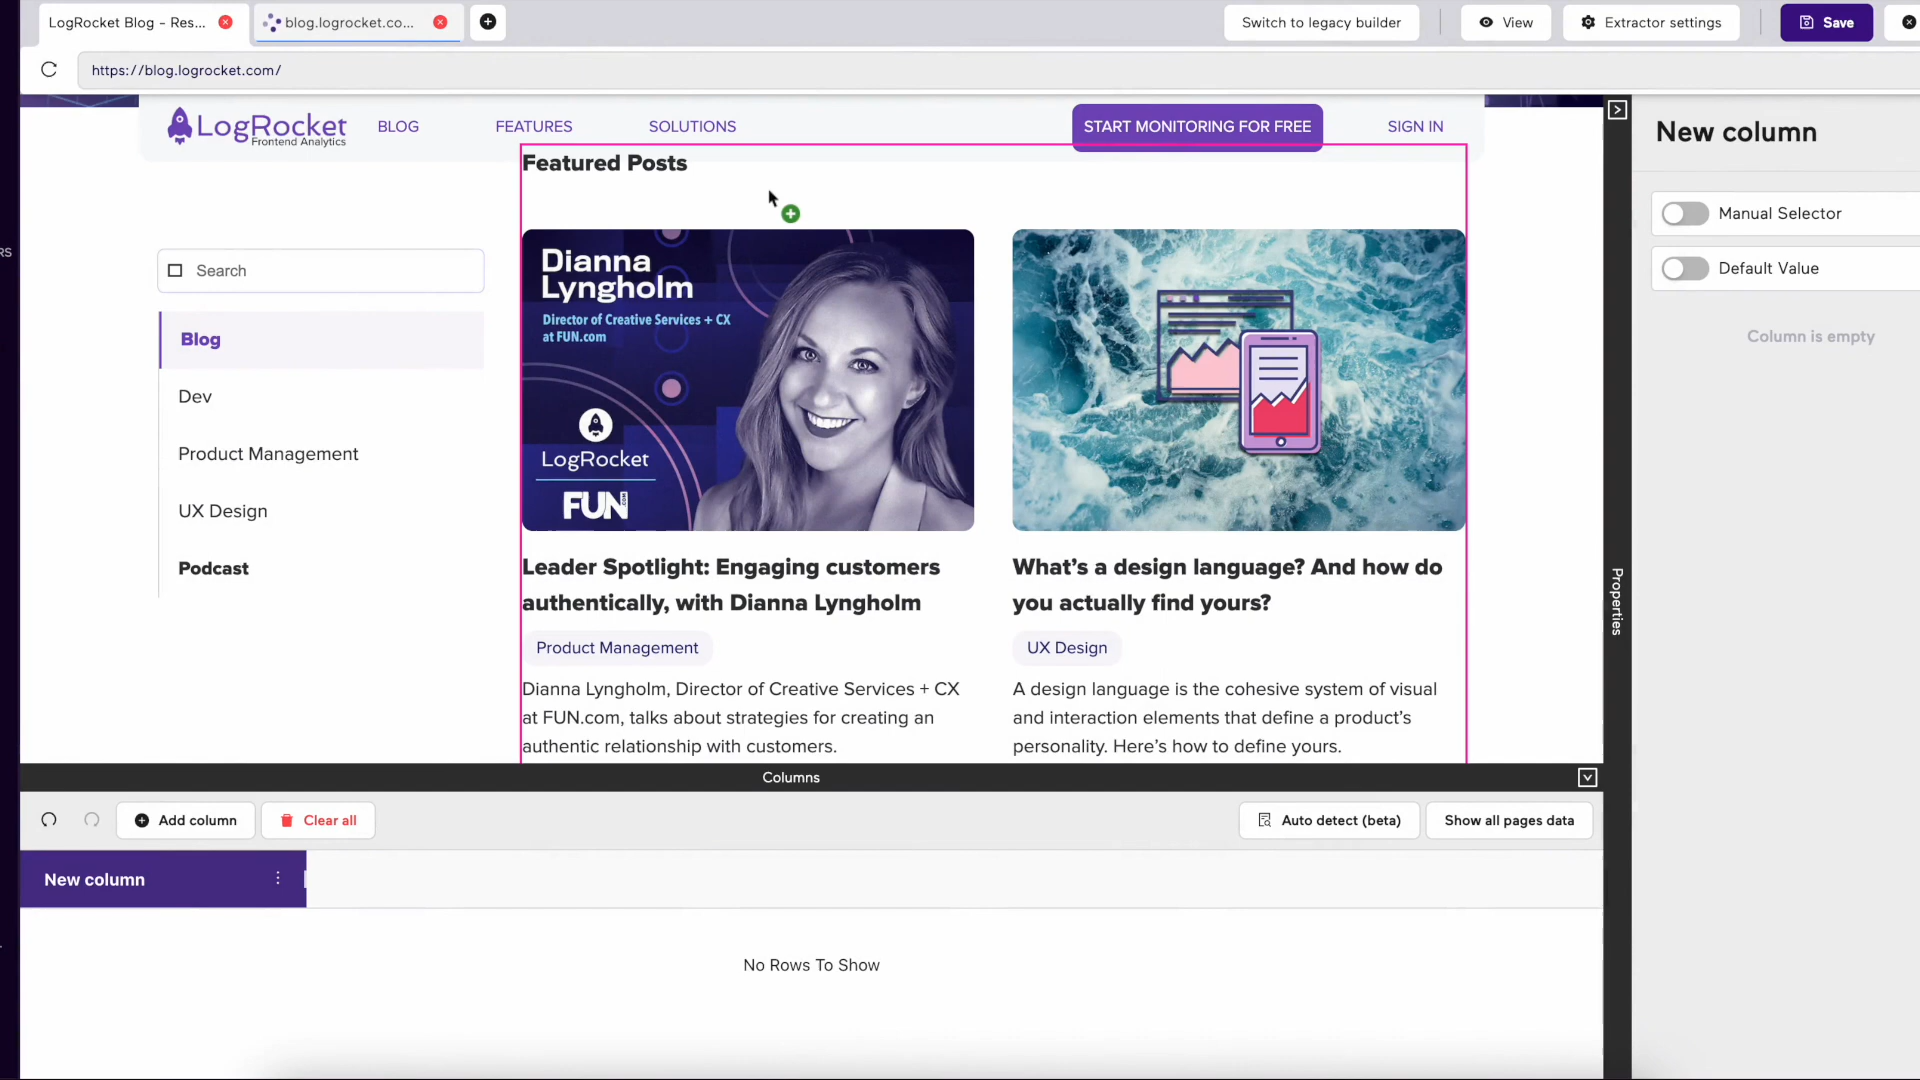 LogRocket Blog - Res...
blog.logrocket.co...
Switch to legacy builder
View
Extractor settings
Save
https://blog.logrocket.com/
LogRocket
Frontend Analytics
BLOG
FEATURES
SOLUTIONS
START MONITORING FOR FREE
SIGN IN
New column
Featured Posts
Manual Selector
Default Value
Column is empty
RS
Search
Blog
Dev
Product Management
UX Design
Podcast
Dianna
Lyngholm
Director of Creative Services + CX
at FUN.com
LogRocket
FUN
.com
Leader Spotlight: Engaging customers
authentically, with Dianna Lyngholm
Product Management
Dianna Lyngholm, Director of Creative Services + CX
at FUN.com, talks about strategies for creating an
authentic relationship with customers.
What’s a design language? And how do
you actually find yours?
UX Design
A design language is the cohesive system of visual
and interaction elements that define a product’s
personality. Here’s how to define yours.
Properties
Columns
Add column
Clear all
Auto detect (beta)
Show all pages data
New column
No Rows To Show